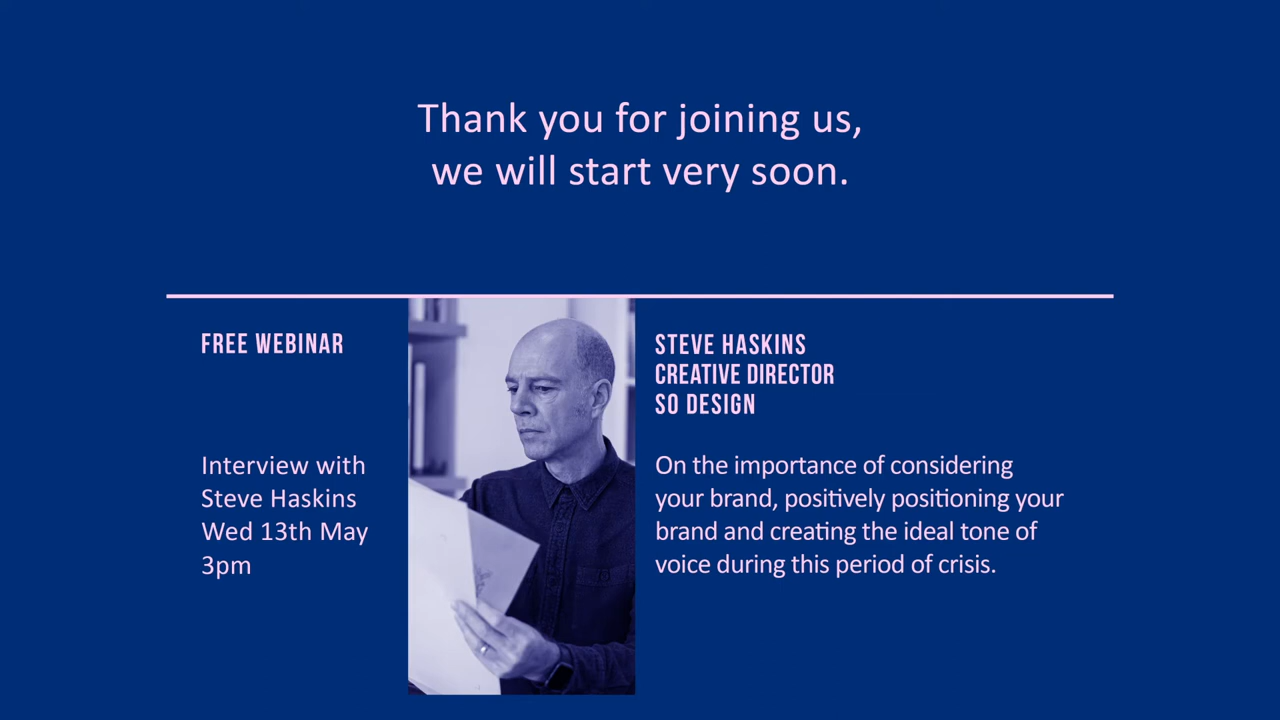 Thank you for joining us,
we will start very soon.
FREE WEBINAR
Interview with
Steve Haskins
Wed 13th May
3pm
STEVE HASKINS
CREATIVE DIRECTOR
SO DESIGN
On the importance of considering
your brand, positively positioning your
brand and creating the ideal tone of
voice during this period of crisis.